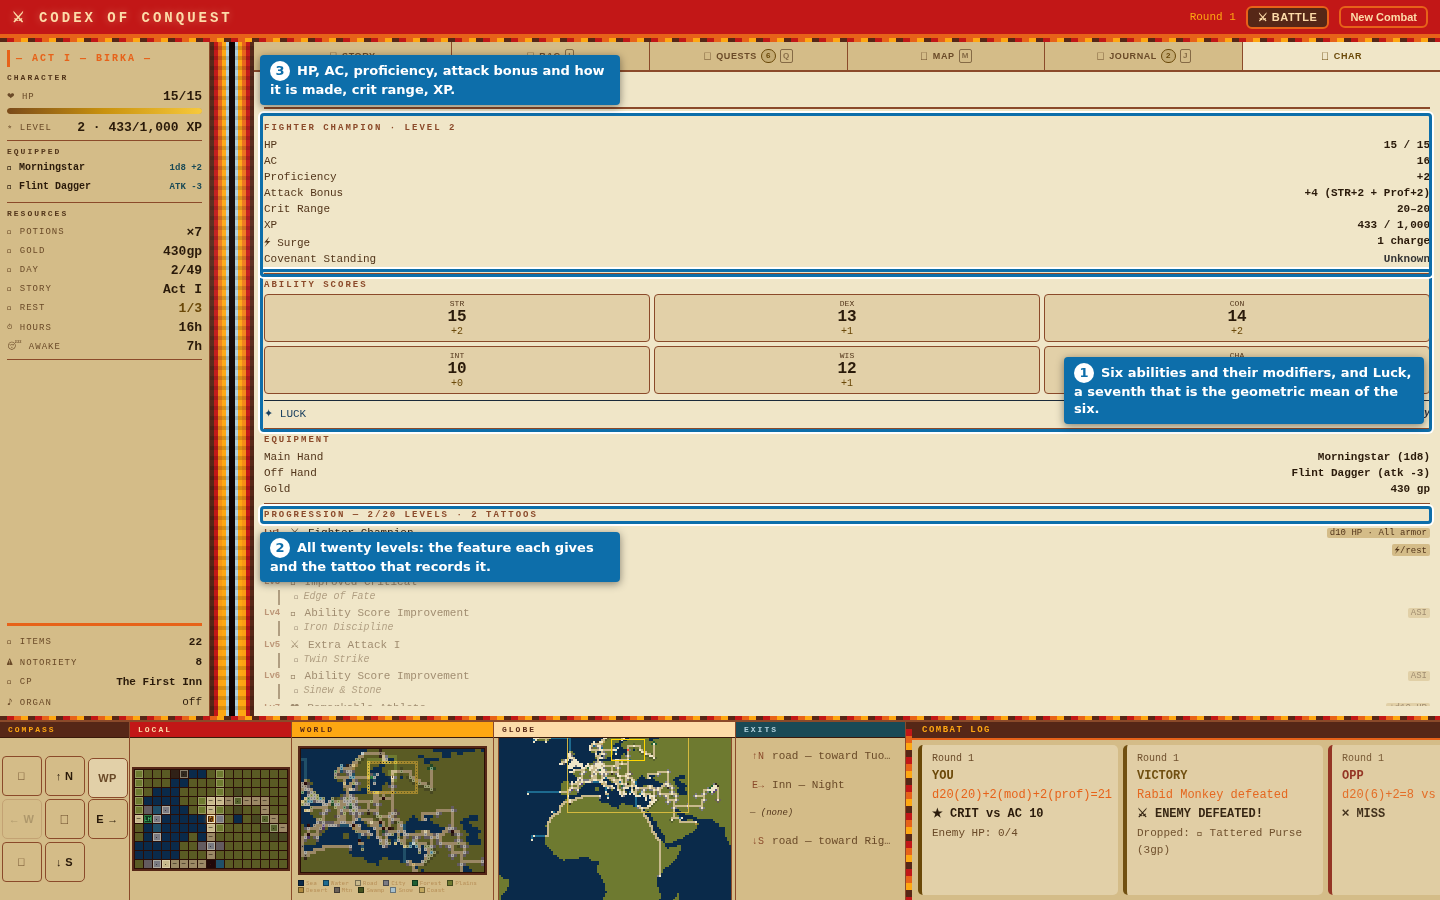 ⚔ CODEX OF CONQUEST
Round 1
⚔ BATTLE
New Combat
— ACT I — BIRKA —
CHARACTER
❤ HP 15/15
LEVEL 2 · 433/1,000 XP
EQUIPPED
Morningstar 1d8 +2
Flint Dagger ATK -3
RESOURCES
POTIONS ×7
GOLD 430gp
DAY 2/49
STORY Act I
REST 1/3
HOURS 16h
AWAKE 7h
ITEMS 22
NOTORIETY 8
CP The First Inn
♪ ORGAN off
QUESTS 6 Q
MAP M
JOURNAL 2 J
CHAR
3 HP, AC, proficiency, attack bonus and how
it is made, crit range, XP.
FIGHTER CHAMPION · LEVEL 2
HP 15 / 15
AC 16
Proficiency +2
Attack Bonus +4 (STR+2 + Prof+2)
Crit Range 20–20
XP 433 / 1,000
⚡ Surge 1 charge
Covenant Standing Unknown
ABILITY SCORES
STR
15
+2
DEX
13
+1
CON
14
+2
INT
10
+0
WIS
12
+1
CHA
1 Six abilities and their modifiers, and Luck,
a seventh that is the geometric mean of the
six.
✦ LUCK
EQUIPMENT
Main Hand Morningstar (1d8)
Off Hand Flint Dagger (atk -3)
Gold 430 gp
PROGRESSION — 2/20 LEVELS · 2 TATTOOS
Lv1 ⚔ Fighter Champion d10 HP · All armor
⚡/rest
2 All twenty levels: the feature each gives
and the tattoo that records it.
Lv3 Improved Critical
Edge of Fate
Lv4 Ability Score Improvement ASI
Iron Discipline
Lv5 ⚔ Extra Attack I
Twin Strike
Lv6 Ability Score Improvement ASI
Sinew & Stone
COMPASS
↑ N
WP
← W
E →
↓ S
LOCAL
WORLD
GLOBE
EXITS
↑N road — toward Tuo…
E→ Inn — Night
— (none)
↓S road — toward Rig…
COMBAT LOG
Round 1
YOU
d20(20)+2(mod)+2(prof)=21
★ CRIT vs AC 10
Enemy HP: 0/4
Round 1
VICTORY
Rabid Monkey defeated
⚔ ENEMY DEFEATED!
Dropped: Tattered Purse
(3gp)
Round 1
OPP
d20(6)+2=8 vs
× MISS